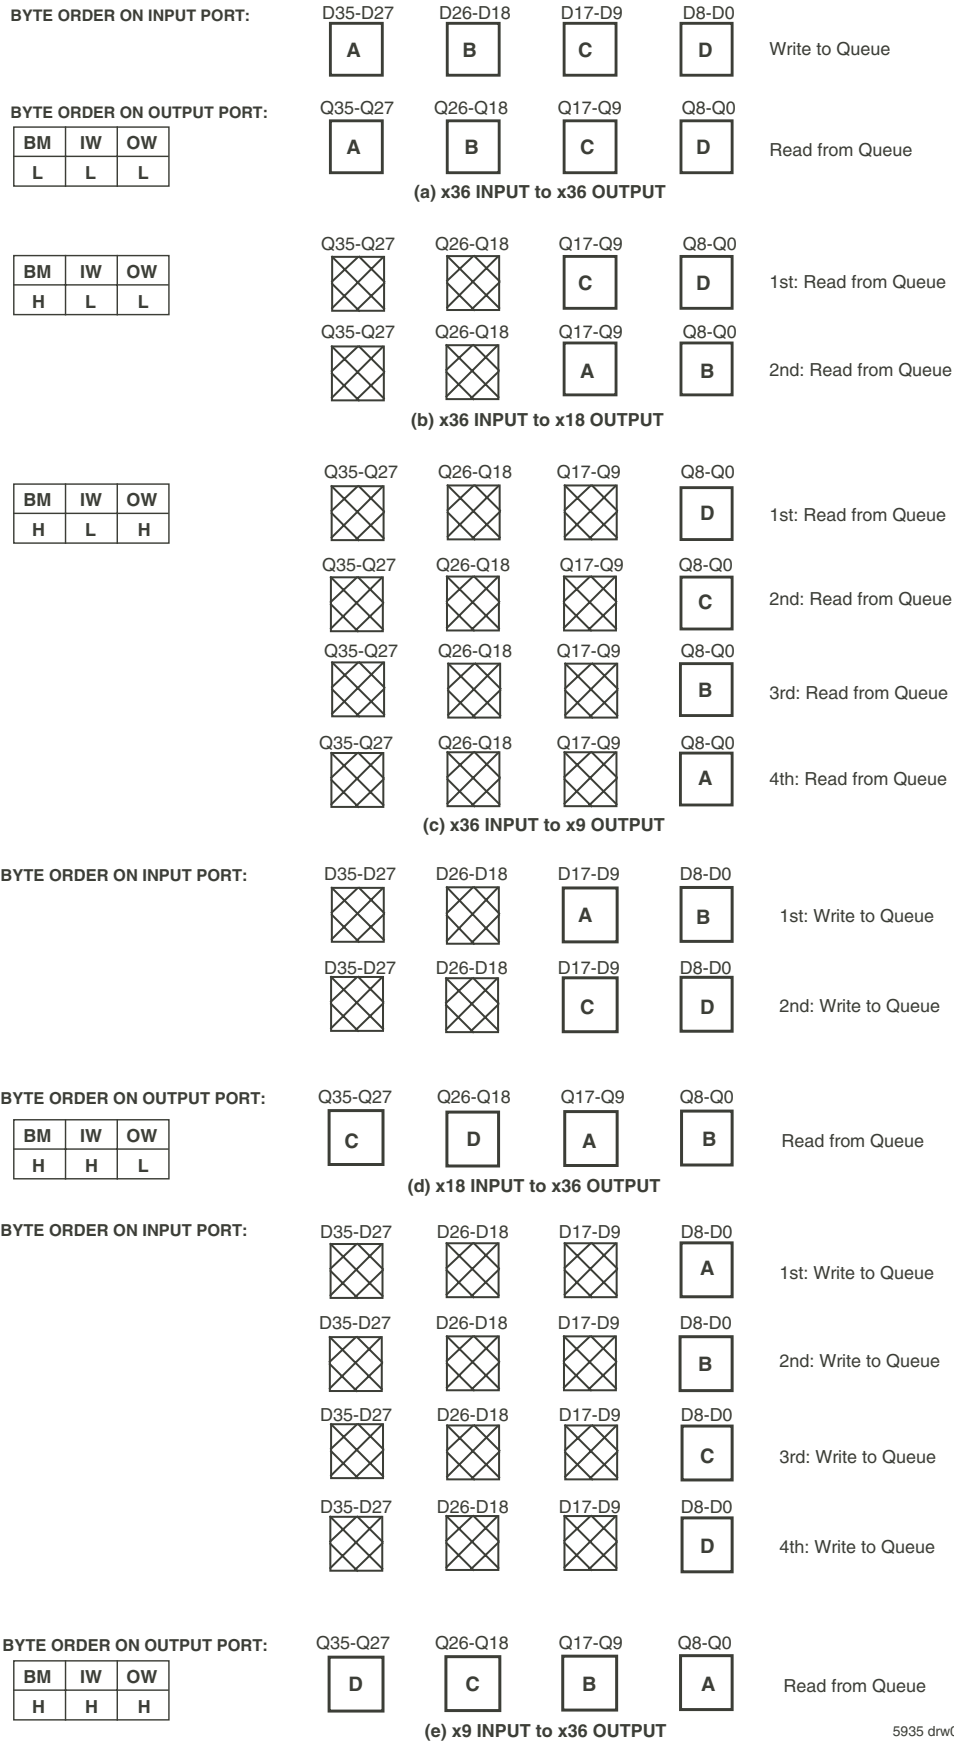 BYTE ORDER ON INPUT PORT: D35-D27 D26-D18 D17-D9 D8-D0
A B C D Write to Queue
BYTE ORDER ON OUTPUT PORT: Q35-Q27 Q26-Q18 Q17-Q9 Q8-Q0
BM IW OW
A B C D Read from Queue
L L L
(a) x36 INPUT to x36 OUTPUT
Q35-Q27 Q26-Q18 Q17-Q9 Q8-Q0
BM IW OW
C D 1st: Read from Queue
H L L
Q35-Q27 Q26-Q18 Q17-Q9 Q8-Q0
A B 2nd: Read from Queue
(b) x36 INPUT to x18 OUTPUT
Q35-Q27 Q26-Q18 Q17-Q9 Q8-Q0
BM IW OW
D 1st: Read from Queue
H L H
Q35-Q27 Q26-Q18 Q17-Q9 Q8-Q0
C 2nd: Read from Queue
Q35-Q27 Q26-Q18 Q17-Q9 Q8-Q0
B 3rd: Read from Queue
Q35-Q27 Q26-Q18 Q17-Q9 Q8-Q0
A 4th: Read from Queue
(c) x36 INPUT to x9 OUTPUT
BYTE ORDER ON INPUT PORT: D35-D27 D26-D18 D17-D9 D8-D0
A B 1st: Write to Queue
D35-D27 D26-D18 D17-D9 D8-D0
C D 2nd: Write to Queue
BYTE ORDER ON OUTPUT PORT: Q35-Q27 Q26-Q18 Q17-Q9 Q8-Q0
BM IW OW
C D A B Read from Queue
H H L
(d) x18 INPUT to x36 OUTPUT
BYTE ORDER ON INPUT PORT: D35-D27 D26-D18 D17-D9 D8-D0
A 1st: Write to Queue
D35-D27 D26-D18 D17-D9 D8-D0
B 2nd: Write to Queue
D35-D27 D26-D18 D17-D9 D8-D0
C 3rd: Write to Queue
D35-D27 D26-D18 D17-D9 D8-D0
D 4th: Write to Queue
BYTE ORDER ON OUTPUT PORT: Q35-Q27 Q26-Q18 Q17-Q9 Q8-Q0
BM IW OW
D C B A Read from Queue
H H H
(e) x9 INPUT to x36 OUTPUT
5935